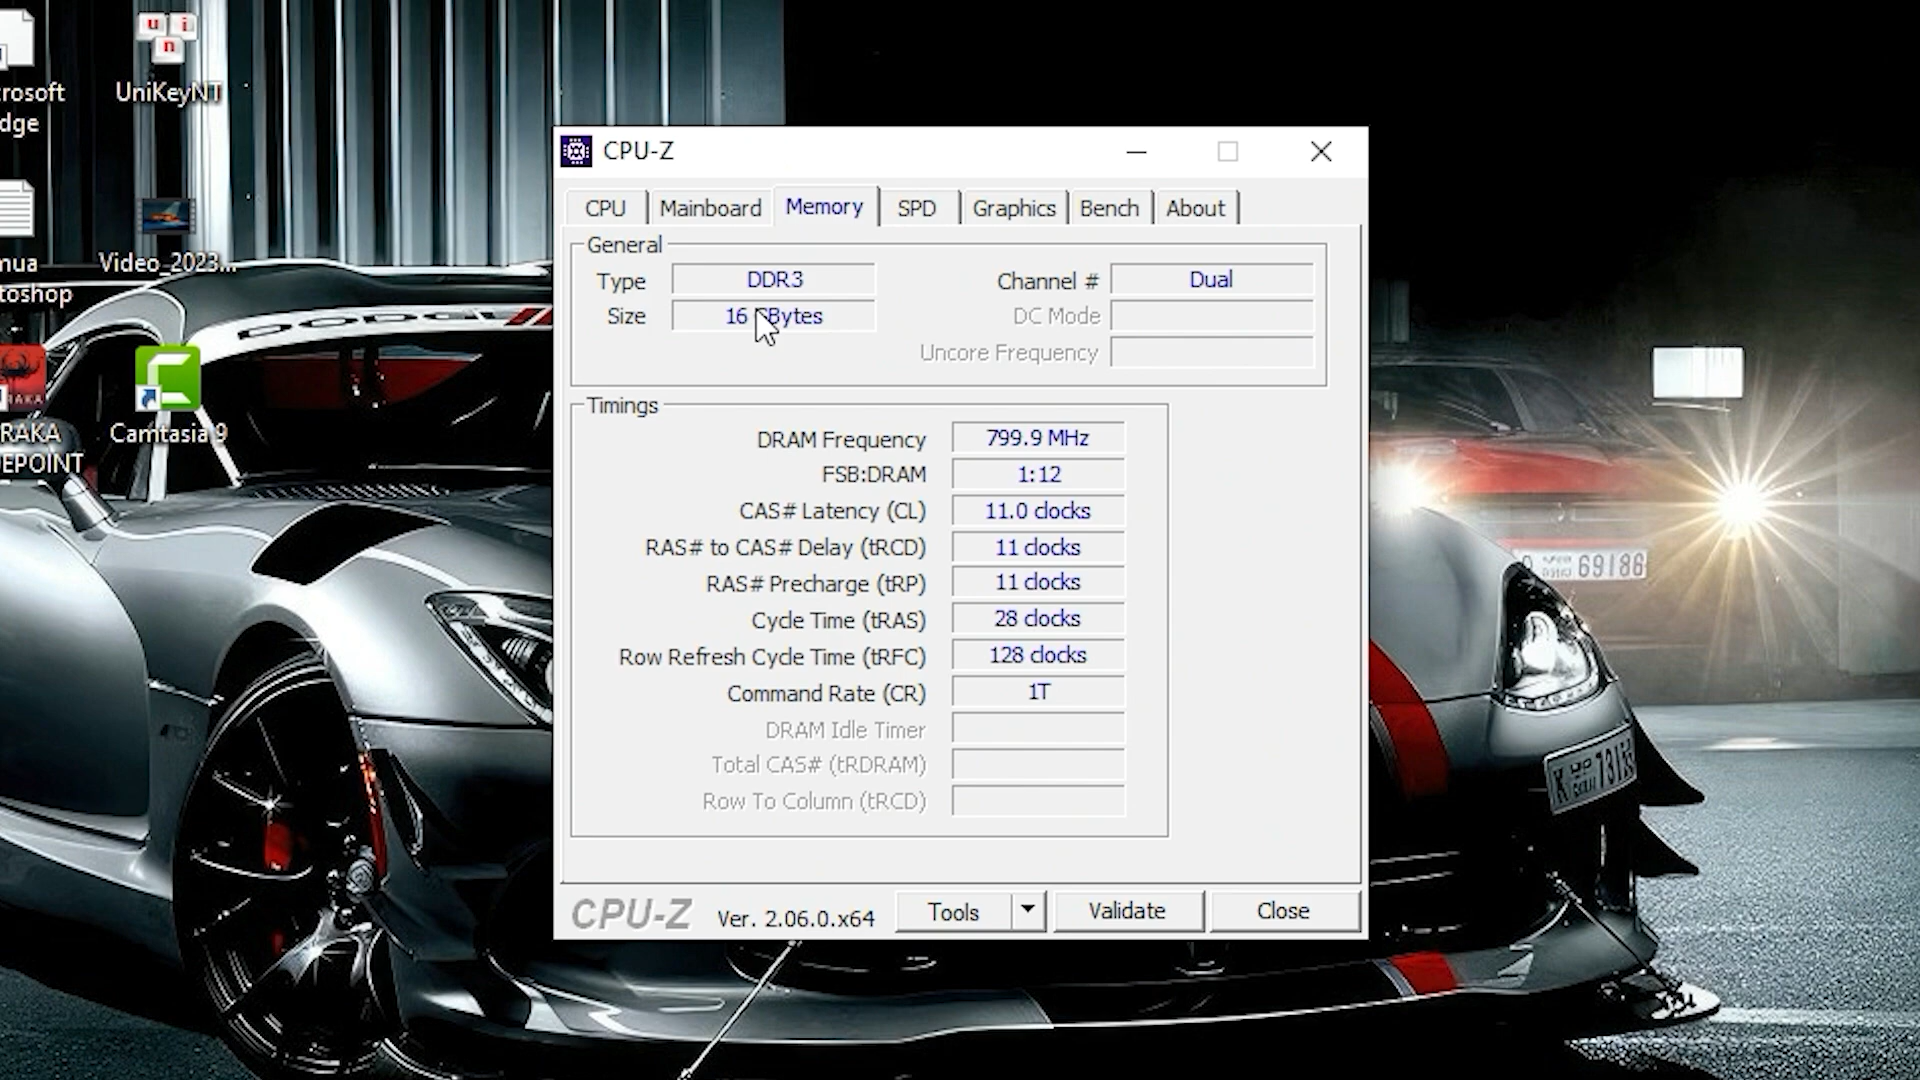 crosoft
dge
UniKeyNT
Video_2023...
toshop
RAKA
EPOINT
Camtasia 9
CPU-Z
CPU Mainboard Memory SPD Graphics Bench About
General
Type DDR3 Channel # Dual
Size 16 GBytes DC Mode
Uncore Frequency
Timings
DRAM Frequency 799.9 MHz
FSB:DRAM 1:12
CAS# Latency (CL) 11.0 clocks
RAS# to CAS# Delay (tRCD) 11 clocks
RAS# Precharge (tRP) 11 clocks
Cycle Time (tRAS) 28 clocks
Row Refresh Cycle Time (tRFC) 128 clocks
Command Rate (CR) 1T
DRAM Idle Timer
Total CAS# (tRDRAM)
Row To Column (tRCD)
CPU-Z Ver. 2.06.0.x64 Tools Validate Close
DODGE
69186